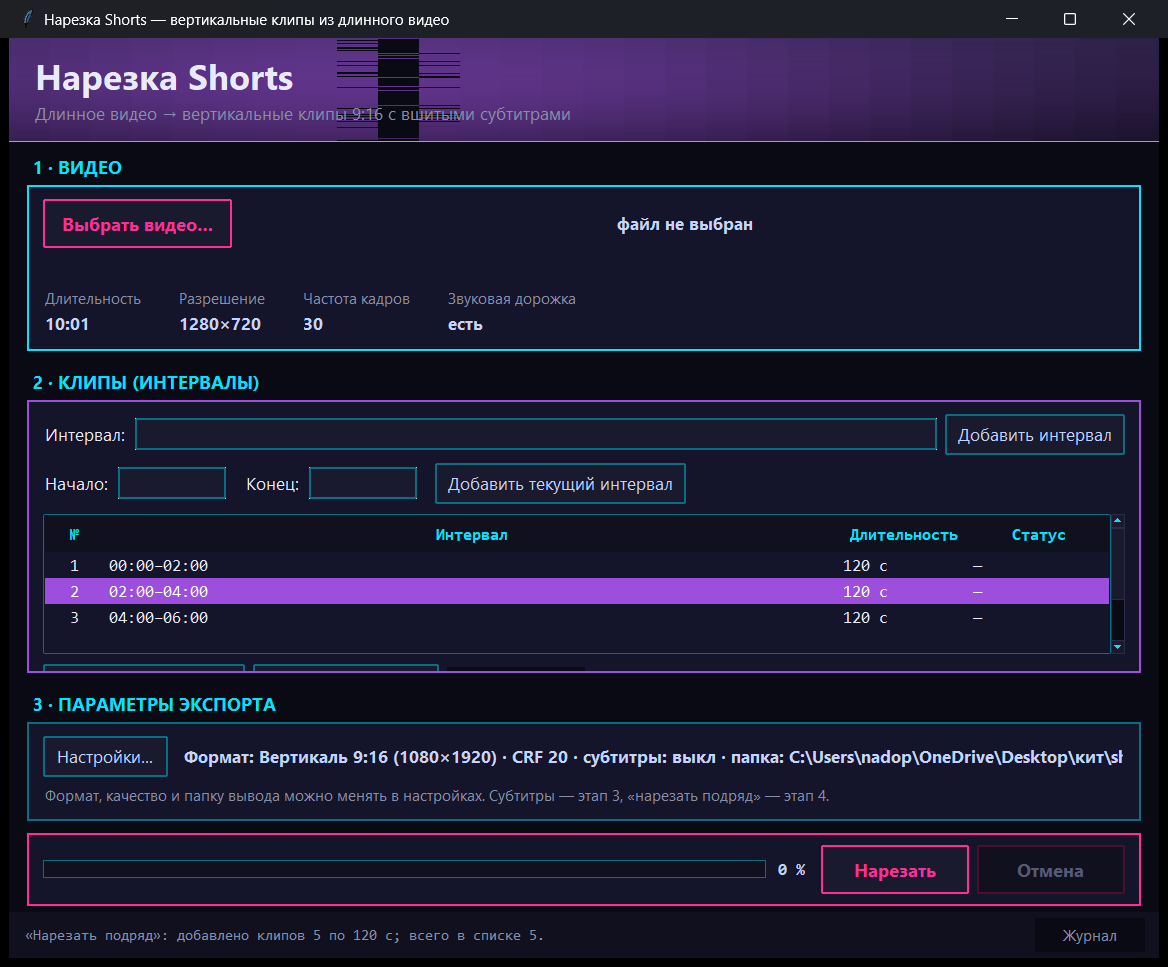 Нарезка Shorts — вертикальные клипы из длинного видео
Нарезка Shorts
Длинное видео → вертикальные клипы 9:16 с вшитыми субтитрами
1 · ВИДЕО
Выбрать видео...
файл не выбран
Длительность Разрешение Частота кадров Звуковая дорожка
10:01 1280×720 30 есть
2 · КЛИПЫ (ИНТЕРВАЛЫ)
Интервал: Добавить интервал
Начало: Конец: Добавить текущий интервал
№ Интервал Длительность Статус
1 00:00–02:00 120 с —
2 02:00–04:00 120 с —
3 04:00–06:00 120 с —
3 · ПАРАМЕТРЫ ЭКСПОРТА
Настройки... Формат: Вертикаль 9:16 (1080×1920) · CRF 20 · субтитры: выкл · папка: C:\Users\nadop\OneDrive\Desktop\кит\sh
Формат, качество и папку вывода можно менять в настройках. Субтитры — этап 3, «нарезать подряд» — этап 4.
0 % Нарезать Отмена
«Нарезать подряд»: добавлено клипов 5 по 120 с; всего в списке 5.
Журнал